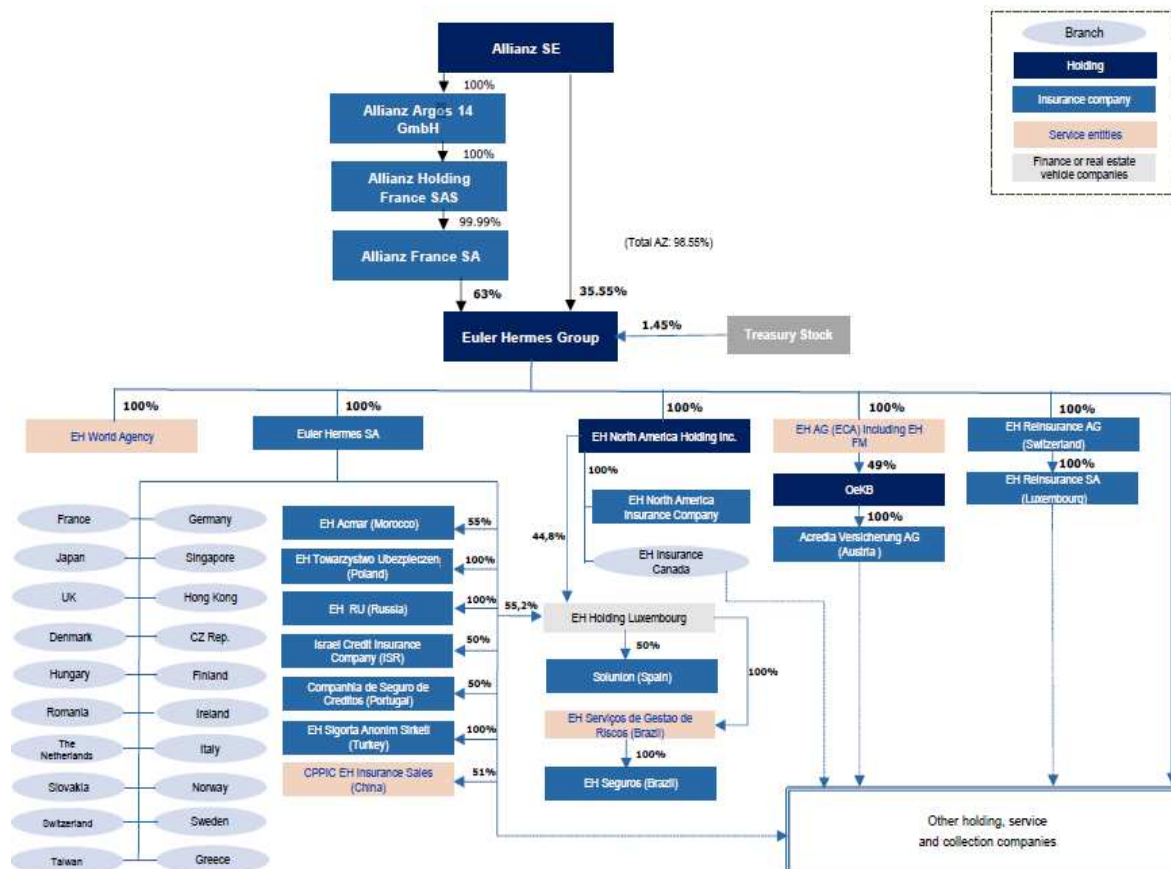 Allianz SE
Branch
Holding
Insurance company
Service entities
Finance or real estate
vehicle companies
100%
Allianz Argos 14
GmbH
100%
Allianz Holding
France SAS
99.99%
Allianz France SA
(Total AZ: 98.55%)
63%
35.55%
Euler Hermes Group
1.45%
Treasury Stock
100%
100%
100%
100%
100%
EH World Agency
Euler Hermes SA
EH North America Holding Inc.
EH AG (ECA) Including EH
FM
EH Reinsurance AG
(Switzerland)
100%
49%
100%
EH North America
Insurance Company
OeKB
EH Reinsurance SA
(Luxembourg)
France
Germany
EH Acmar (Morocco)
55%
44,8%
100%
Acredia Versicherung AG
(Austria )
Japan
Singapore
EH Towarzystwo Ubezpieczen
(Poland)
100%
EH Insurance
Canada
UK
Hong Kong
EH RU (Russia)
100%
55,2%
EH Holding Luxembourg
Denmark
CZ Rep.
Israel Credit Insurance
Company (ISR)
50%
50%
100%
Hungary
Finland
Solunion (Spain)
Romania
Ireland
Companhia de Seguro de
Creditos (Portugal)
50%
EH Serviços de Gestao de
Riscos (Brazil)
The
Netherlands
Italy
EH Sigorta Anonim Sirketi
(Turkey)
100%
100%
Slovakia
Norway
CPPIC EH Insurance Sales
(China)
51%
EH Seguros (Brazil)
Switzerland
Sweden
Other holding, service
and collection companies
Taiwan
Greece